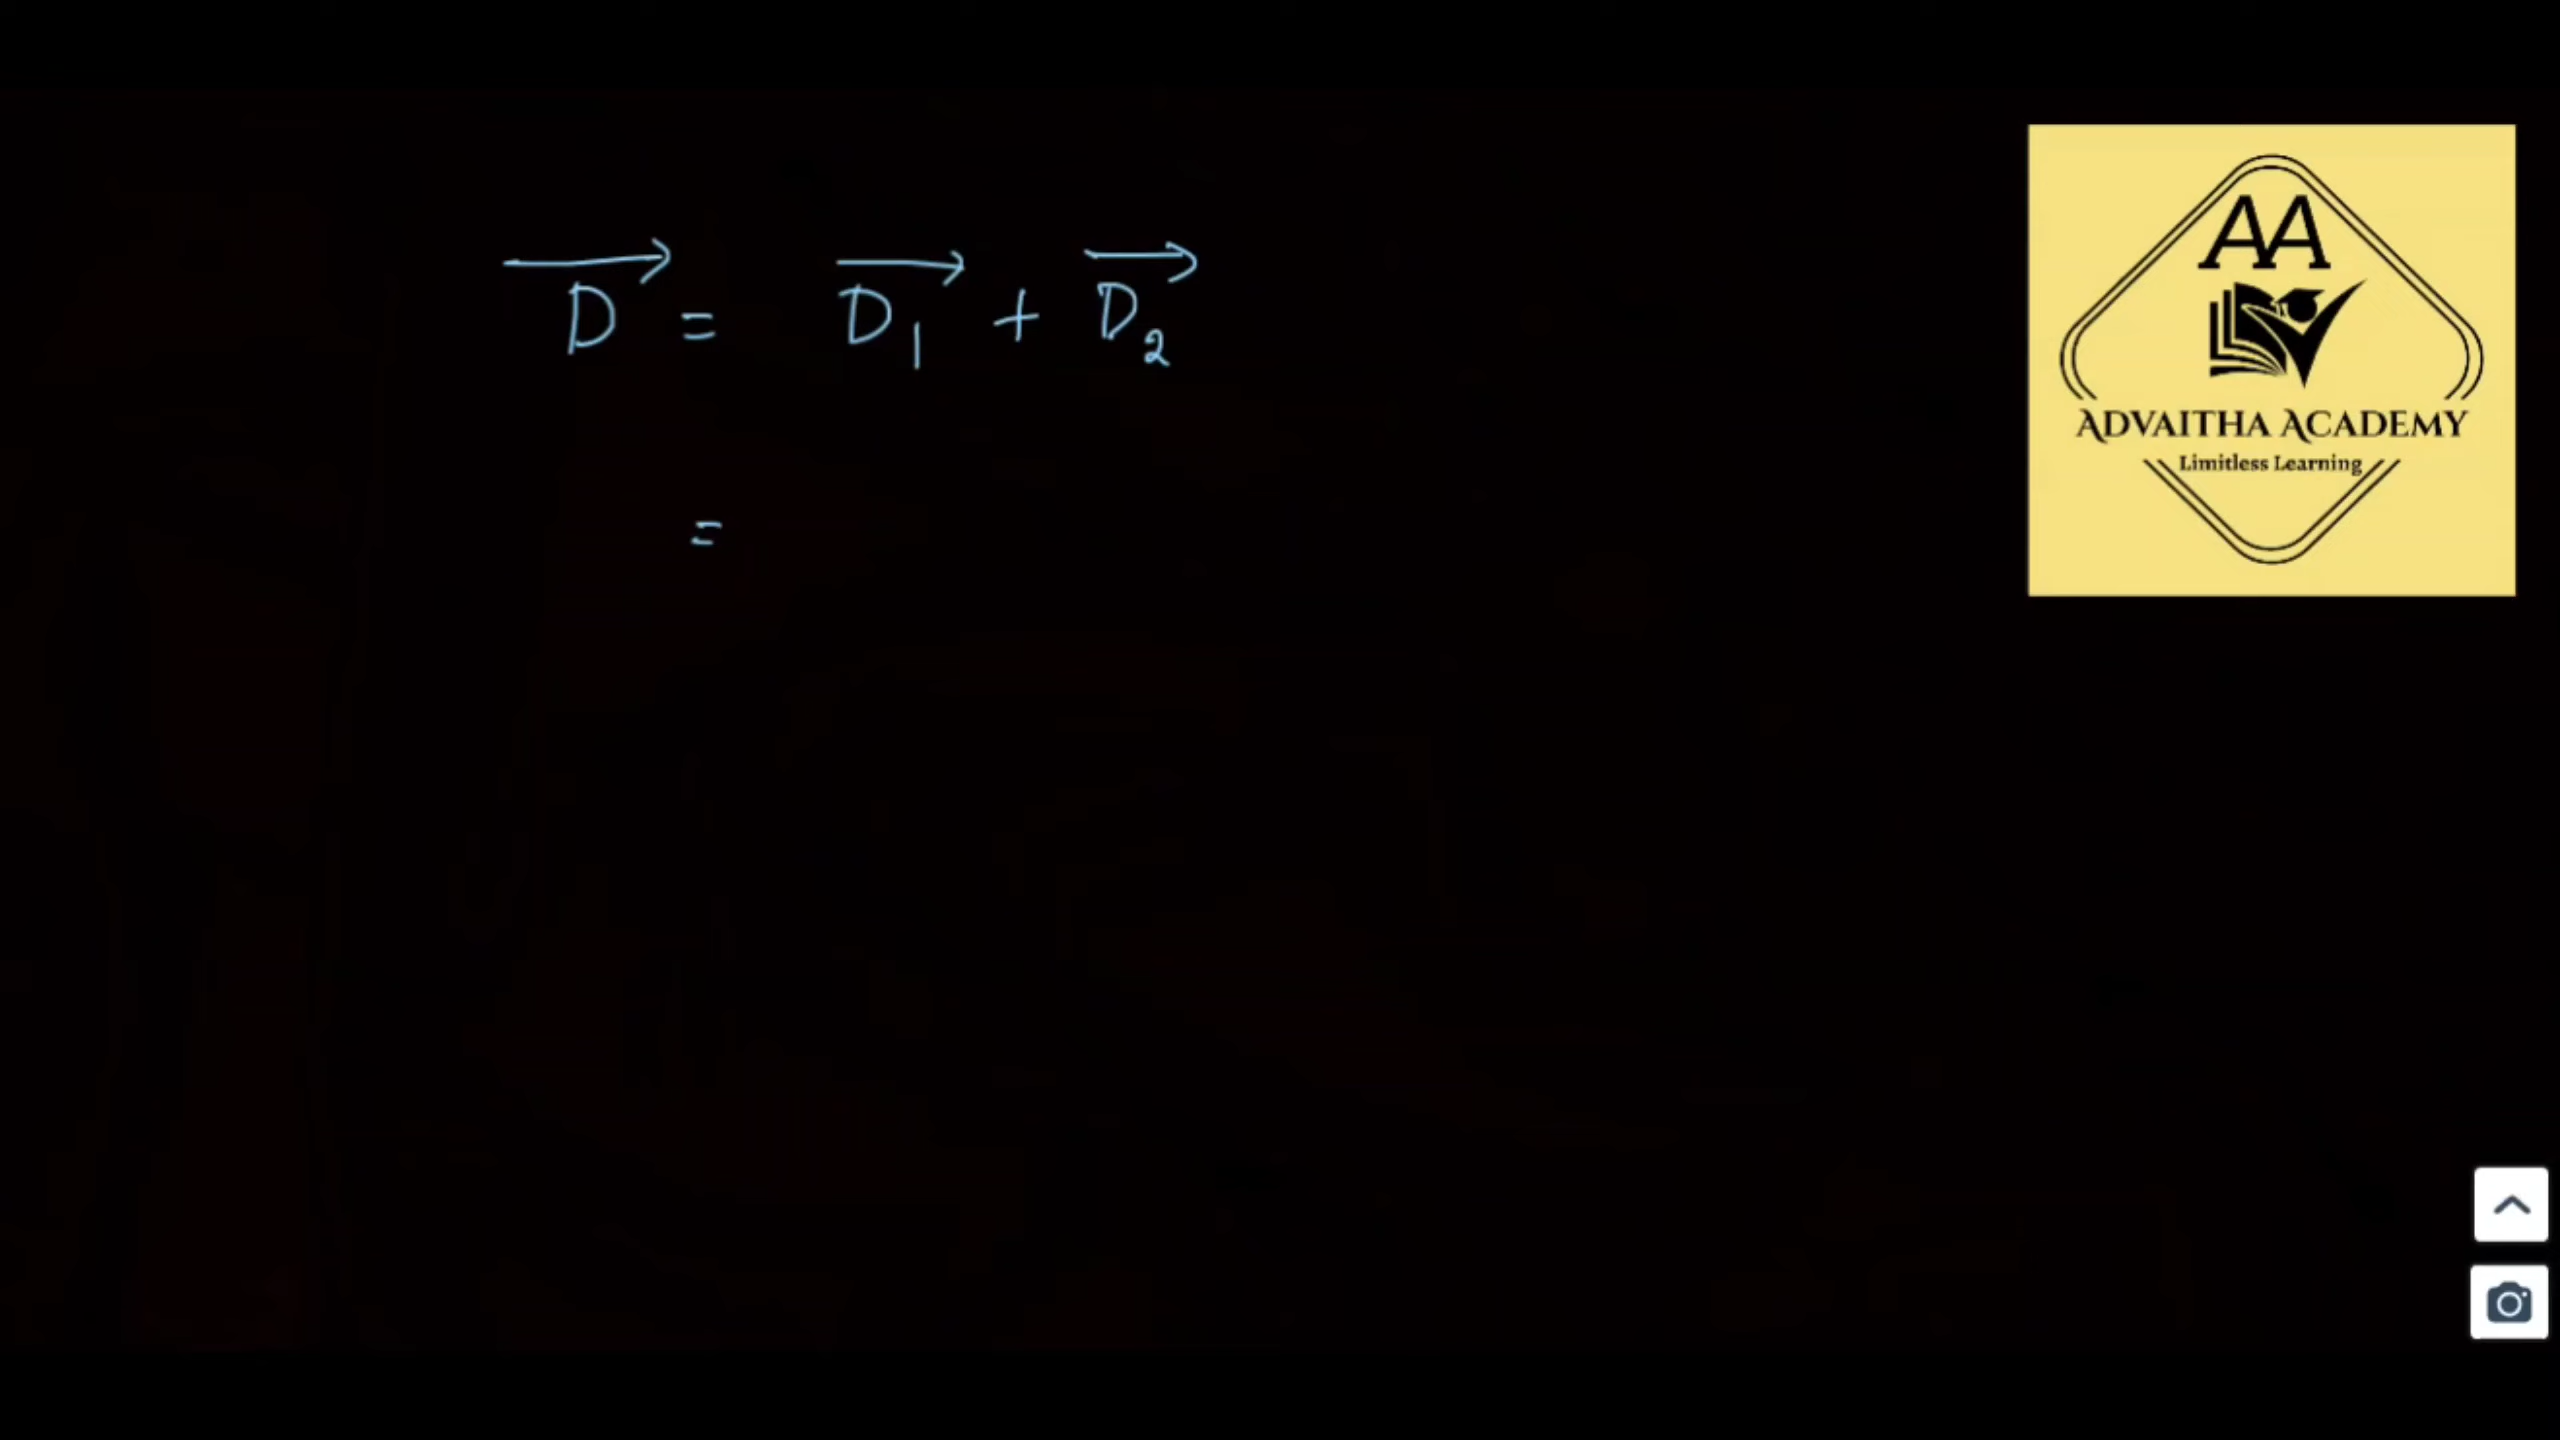 D⃗ = D⃗₁ + D⃗₂
=
AA
ADVAITHA ACADEMY
Limitless Learning